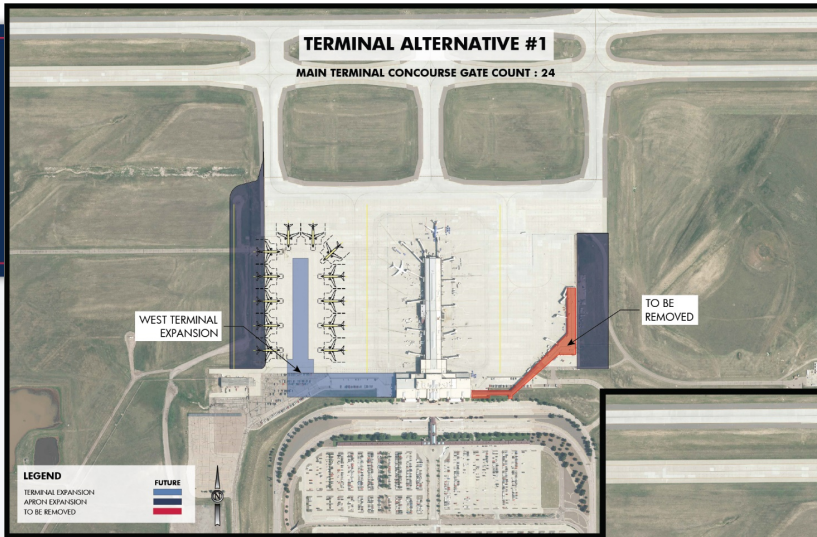 TERMINAL ALTERNATIVE #1
MAIN TERMINAL CONCOURSE GATE COUNT : 24
WEST TERMINAL
EXPANSION
TO BE
REMOVED
LEGEND
FUTURE
TERMINAL EXPANSION
APRON EXPANSION
TO BE REMOVED
N